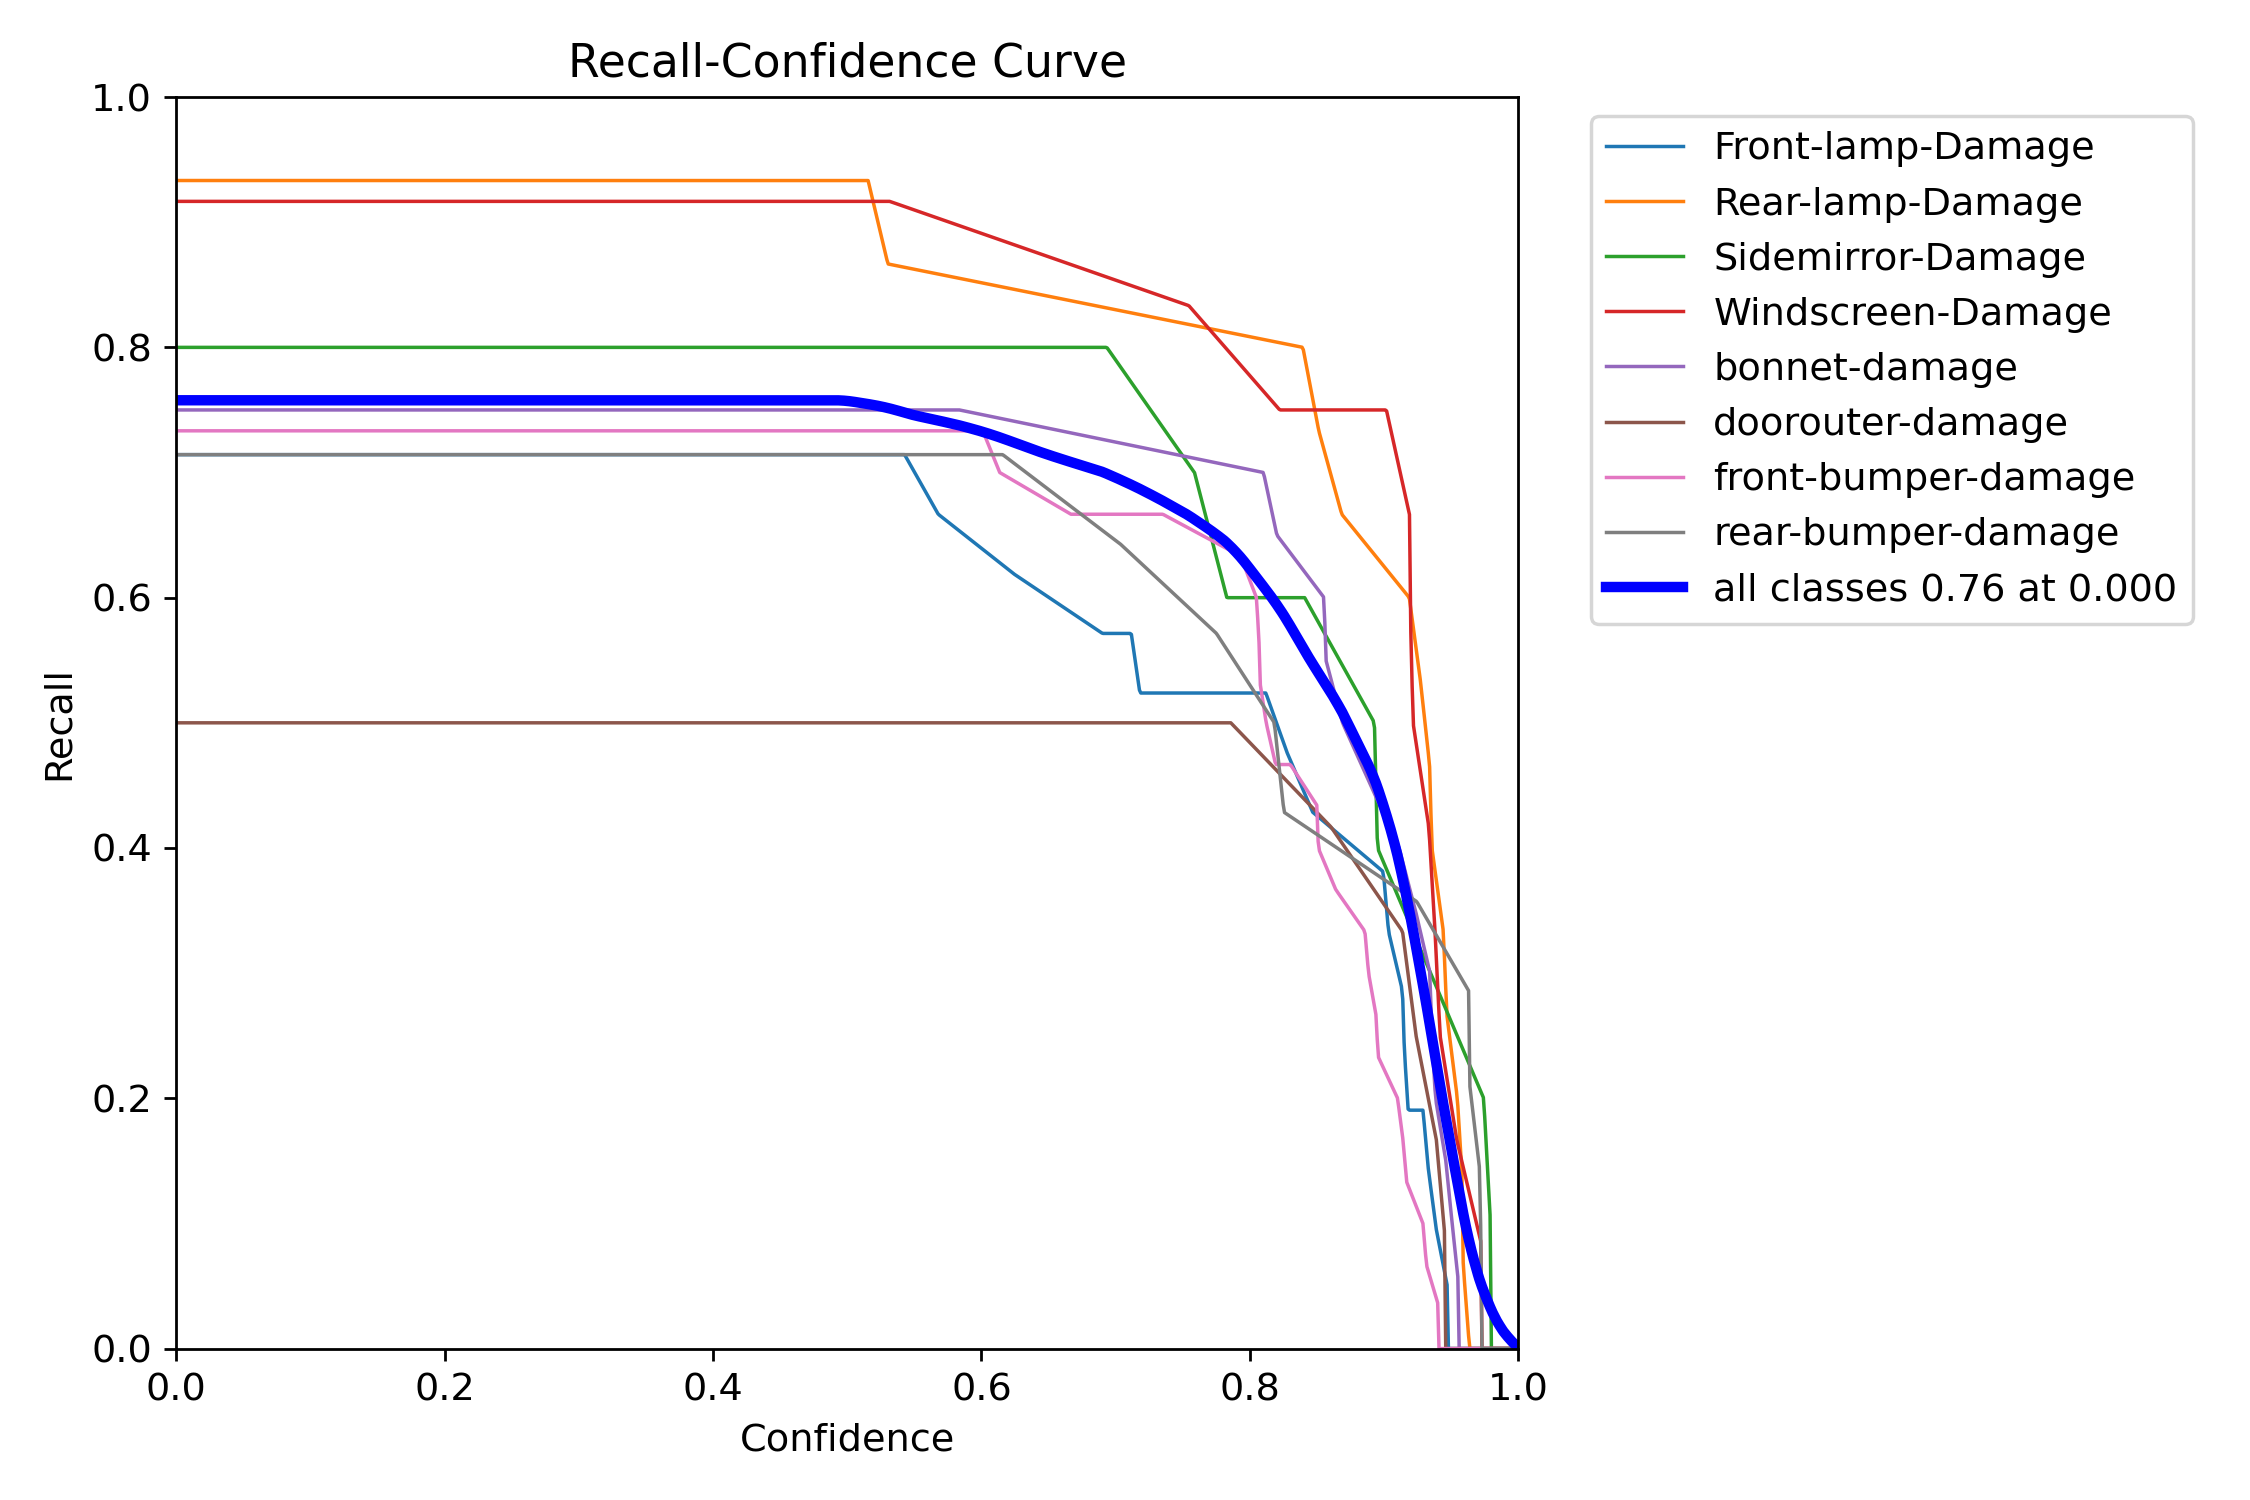 Recall-Confidence Curve
1.0
0.8
0.6
0.4
0.2
0.0
Recall
0.0 0.2 0.4 0.6 0.8 1.0
Confidence
Front-lamp-Damage
Rear-lamp-Damage
Sidemirror-Damage
Windscreen-Damage
bonnet-damage
doorouter-damage
front-bumper-damage
rear-bumper-damage
all classes 0.76 at 0.000